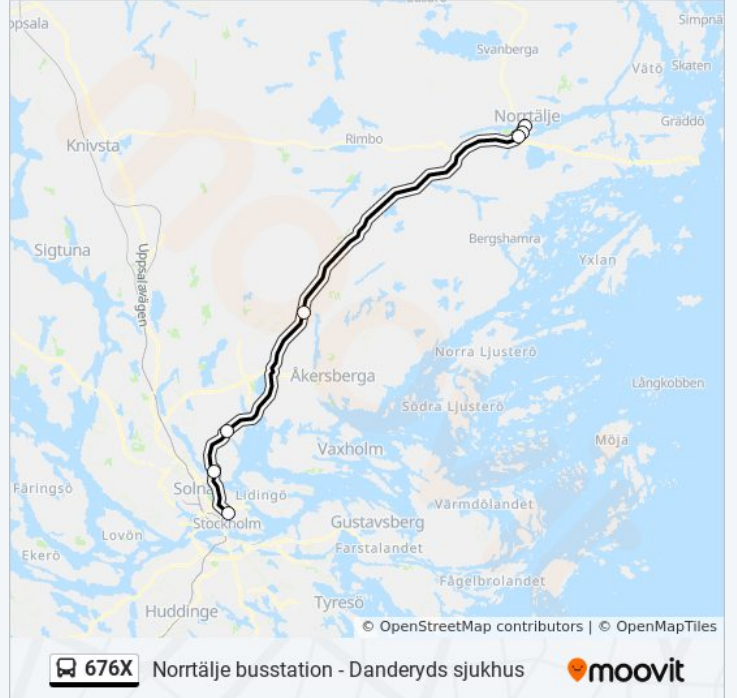 opsala
Simpnä
Svanberga
Vätö
Skaten
Norrtälje
Gräddö
Rimbo
Knivsta
Bergshamra
Sigtuna
Yxlan
Uppsalavägen
Norra Ljusterö
Åkersberga
Långkobben
Södra Ljusterö
Möja
Vaxholm
Färingsö
Solna
Lidingö
Värmdölandet
Stockholm
Gustavsberg
Lovön
Farstalandet
Ekerö
Fågelbrolandet
Tyresö
Huddinge
© OpenStreetMap contributors | © OpenMapTiles
676X Norrtälje busstation - Danderyds sjukhus moovit